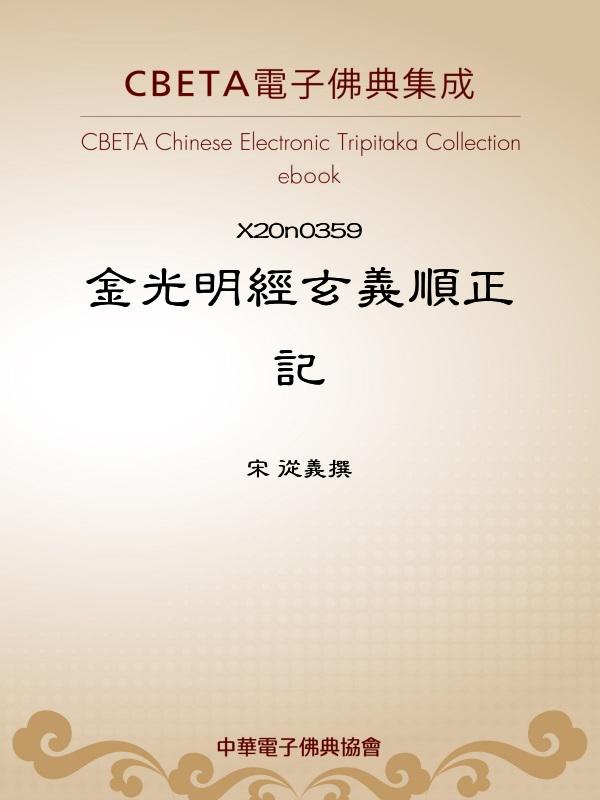 CBETA電子佛典集成
CBETA Chinese Electronic Tripitaka Collection
ebook
X20n0359
金光明經玄義順正
記
宋 從義撰
中華電子佛典協會